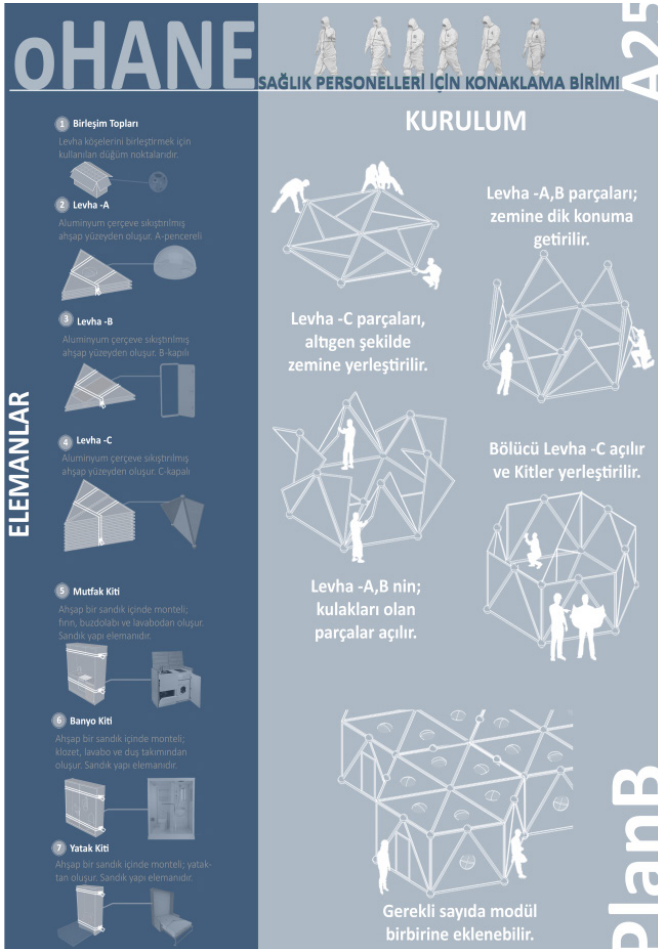 oHANE
SAĞLIK PERSONELLERİ İÇİN KONAKLAMA BİRİMİ
A25
ELEMANLAR
1 Birleşim Topları
Levha köşelerini birleştirmek için
kullanılan düğüm noktalarıdır.
2 Levha -A
Aluminyum çerçeve sıkıştırılmış
ahşap yüzeyden oluşur. A-pencereli
3 Levha -B
Aluminyum çerçeve sıkıştırılmış
ahşap yüzeyden oluşur. B-kapılı
4 Levha -C
Aluminyum çerçeve sıkıştırılmış
ahşap yüzeyden oluşur. C-kapalı
5 Mutfak Kiti
Ahşap bir sandık içinde monteli;
fırın, buzdolabı ve lavabodan oluşur.
Sandık yapı elemanıdır.
6 Banyo Kiti
Ahşap bir sandık içinde monteli;
klozet, lavabo ve duş takımından
oluşur. Sandık yapı elemanıdır.
7 Yatak Kiti
Ahşap bir sandık içinde monteli; yatak-
tan oluşur. Sandık yapı elemanıdır.
KURULUM
Levha -C parçaları,
altıgen şekilde
zemine yerleştirilir.
Levha -A,B parçaları;
zemine dik konuma
getirilir.
Levha -A,B nin;
kulakları olan
parçalar açılır.
Bölücü Levha -C açılır
ve Kitler yerleştirilir.
Gerekli sayıda modül
birbirine eklenebilir.
PlanB